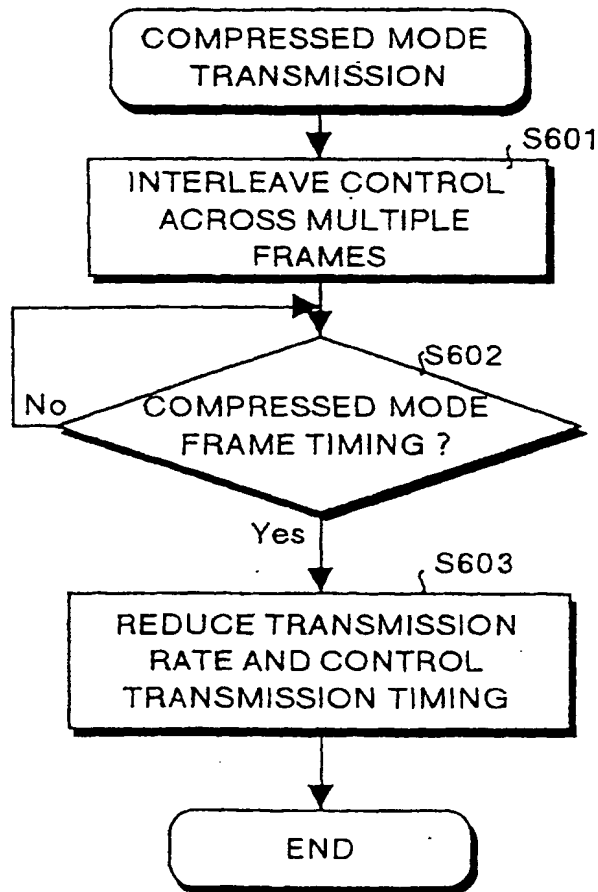 COMPRESSED MODE
TRANSMISSION
S601
INTERLEAVE CONTROL
ACROSS MULTIPLE
FRAMES
S602
No
COMPRESSED MODE
FRAME TIMING ?
Yes
S603
REDUCE TRANSMISSION
RATE AND CONTROL
TRANSMISSION TIMING
END